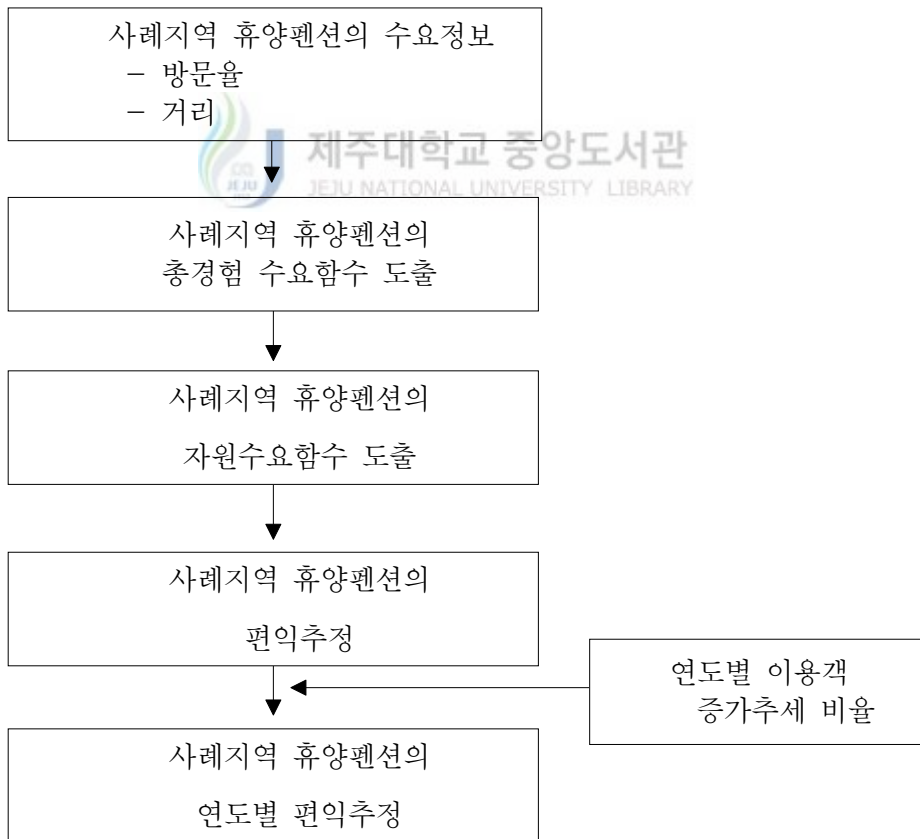 사례지역 휴양펜션의 수요정보
- 방문율
- 거리
제주대학교 중앙도서관
JEJU NATIONAL UNIVERSITY LIBRARY
JEJU
사례지역 휴양펜션의
총경험 수요함수 도출
사례지역 휴양펜션의
자원수요함수 도출
사례지역 휴양펜션의
편익추정
연도별 이용객
증가추세 비율
사례지역 휴양펜션의
연도별 편익추정